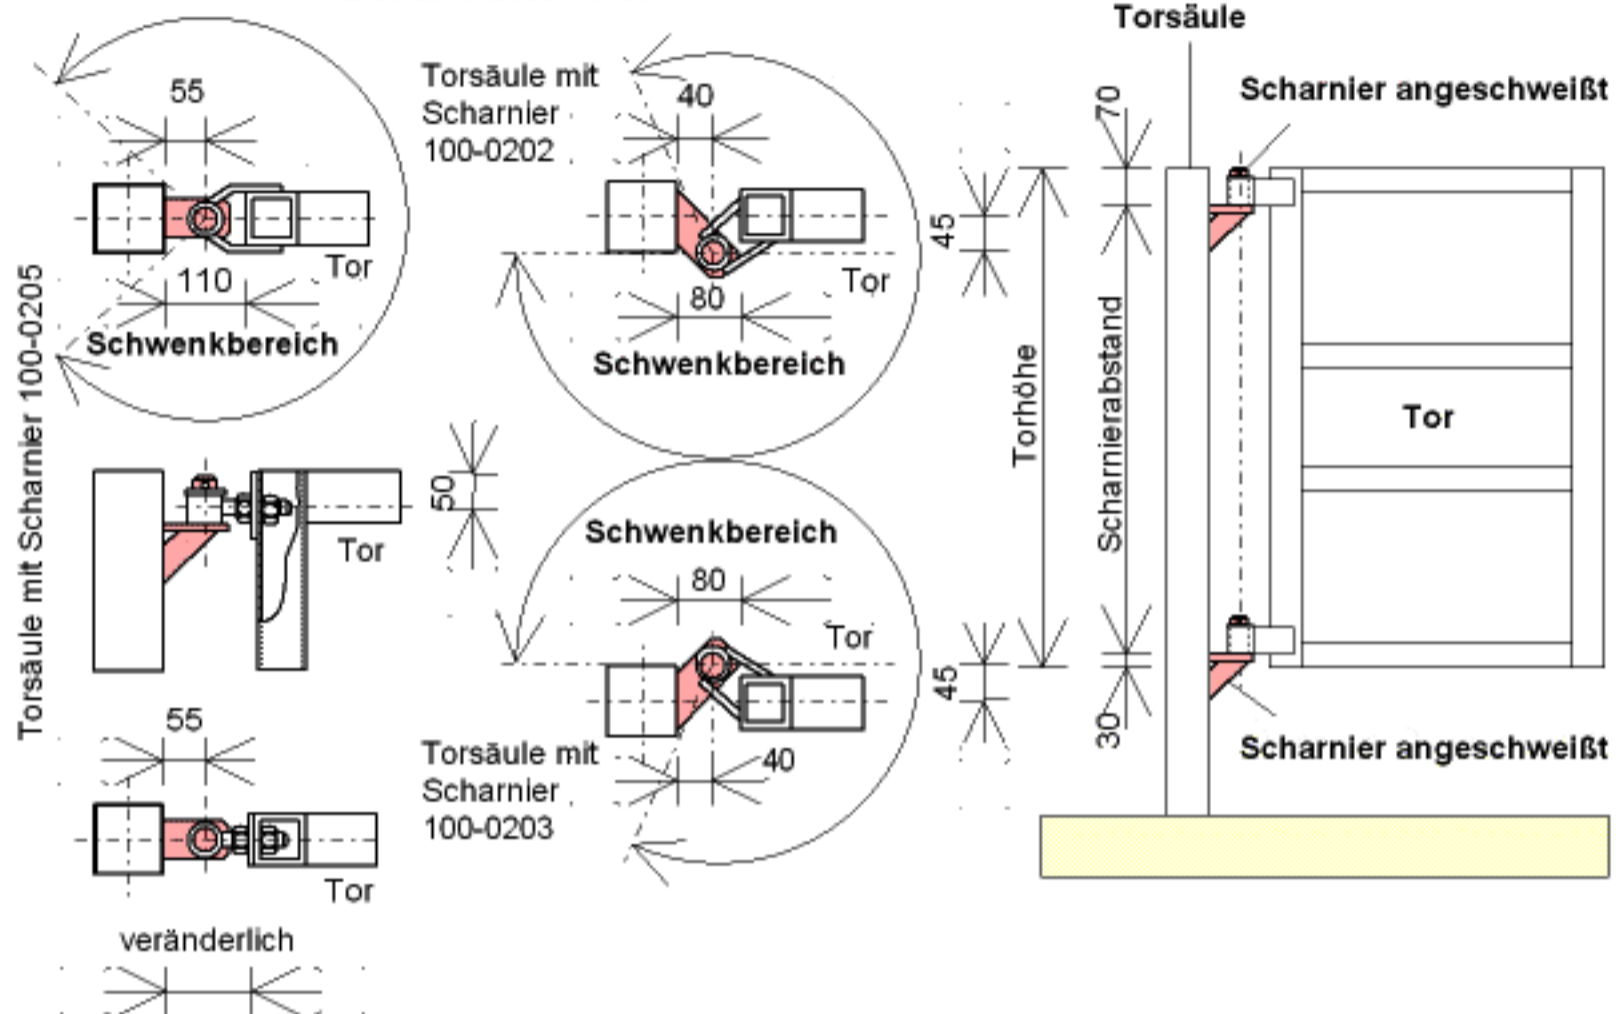 55
Tor
110
Schwenkbereich
Torsäule mit Scharnier 100-0205
Tor
50
55
Tor
veränderlich
Torsäule mit
Scharnier
100-0202
40
45
Tor
80
Schwenkbereich
Schwenkbereich
80
Tor
45
40
Torsäule mit
Scharnier
100-0203
Torsäule
Scharnier angeschweißt
70
Torhöhe
Scharnierabstand
Tor
30
Scharnier angeschweißt